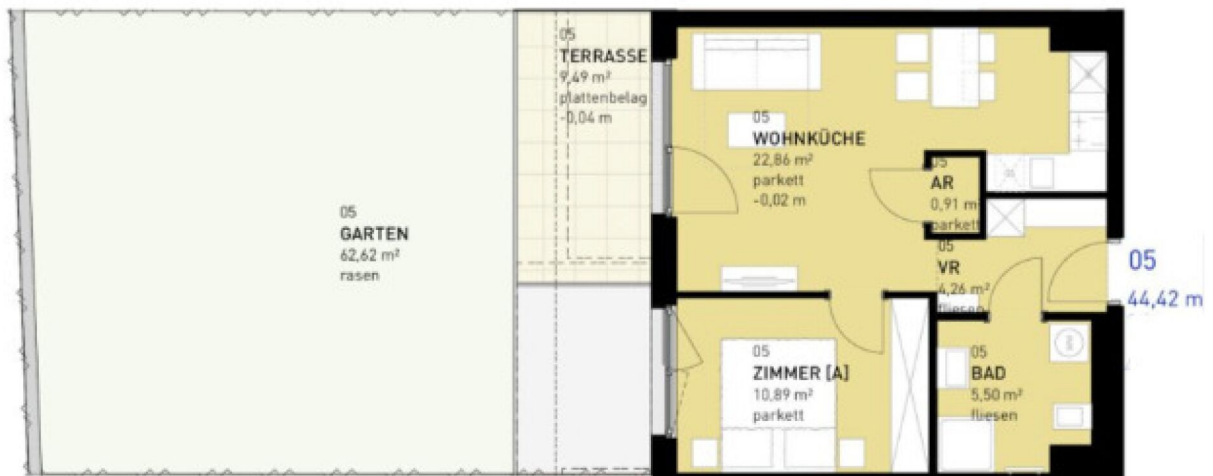 05
TERRASSE
9,49 m²
plattenbelag
-0,04 m
05
WOHNKÜCHE
22,86 m²
parkett
-0,02 m
05
AR
0,91 m
parkett
05
GARTEN
62,62 m²
rasen
05
VR
4,26 m²
fliesen
05
44,42 m
05
ZIMMER [A]
10,89 m²
parkett
05
BAD
5,50 m²
fliesen